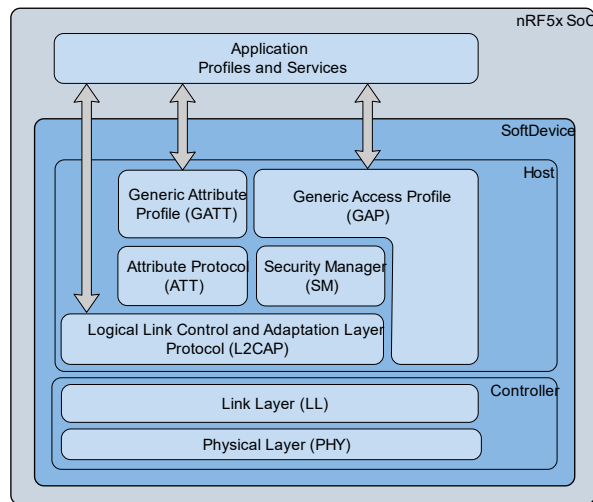 nRF5x SoC
Application
Profiles and Services
SoftDevice
Host
Generic Attribute
Profile (GATT)
Generic Access Profile
(GAP)
Attribute Protocol
(ATT)
Security Manager
(SM)
Logical Link Control and Adaptation Layer
Protocol (L2CAP)
Controller
Link Layer (LL)
Physical Layer (PHY)